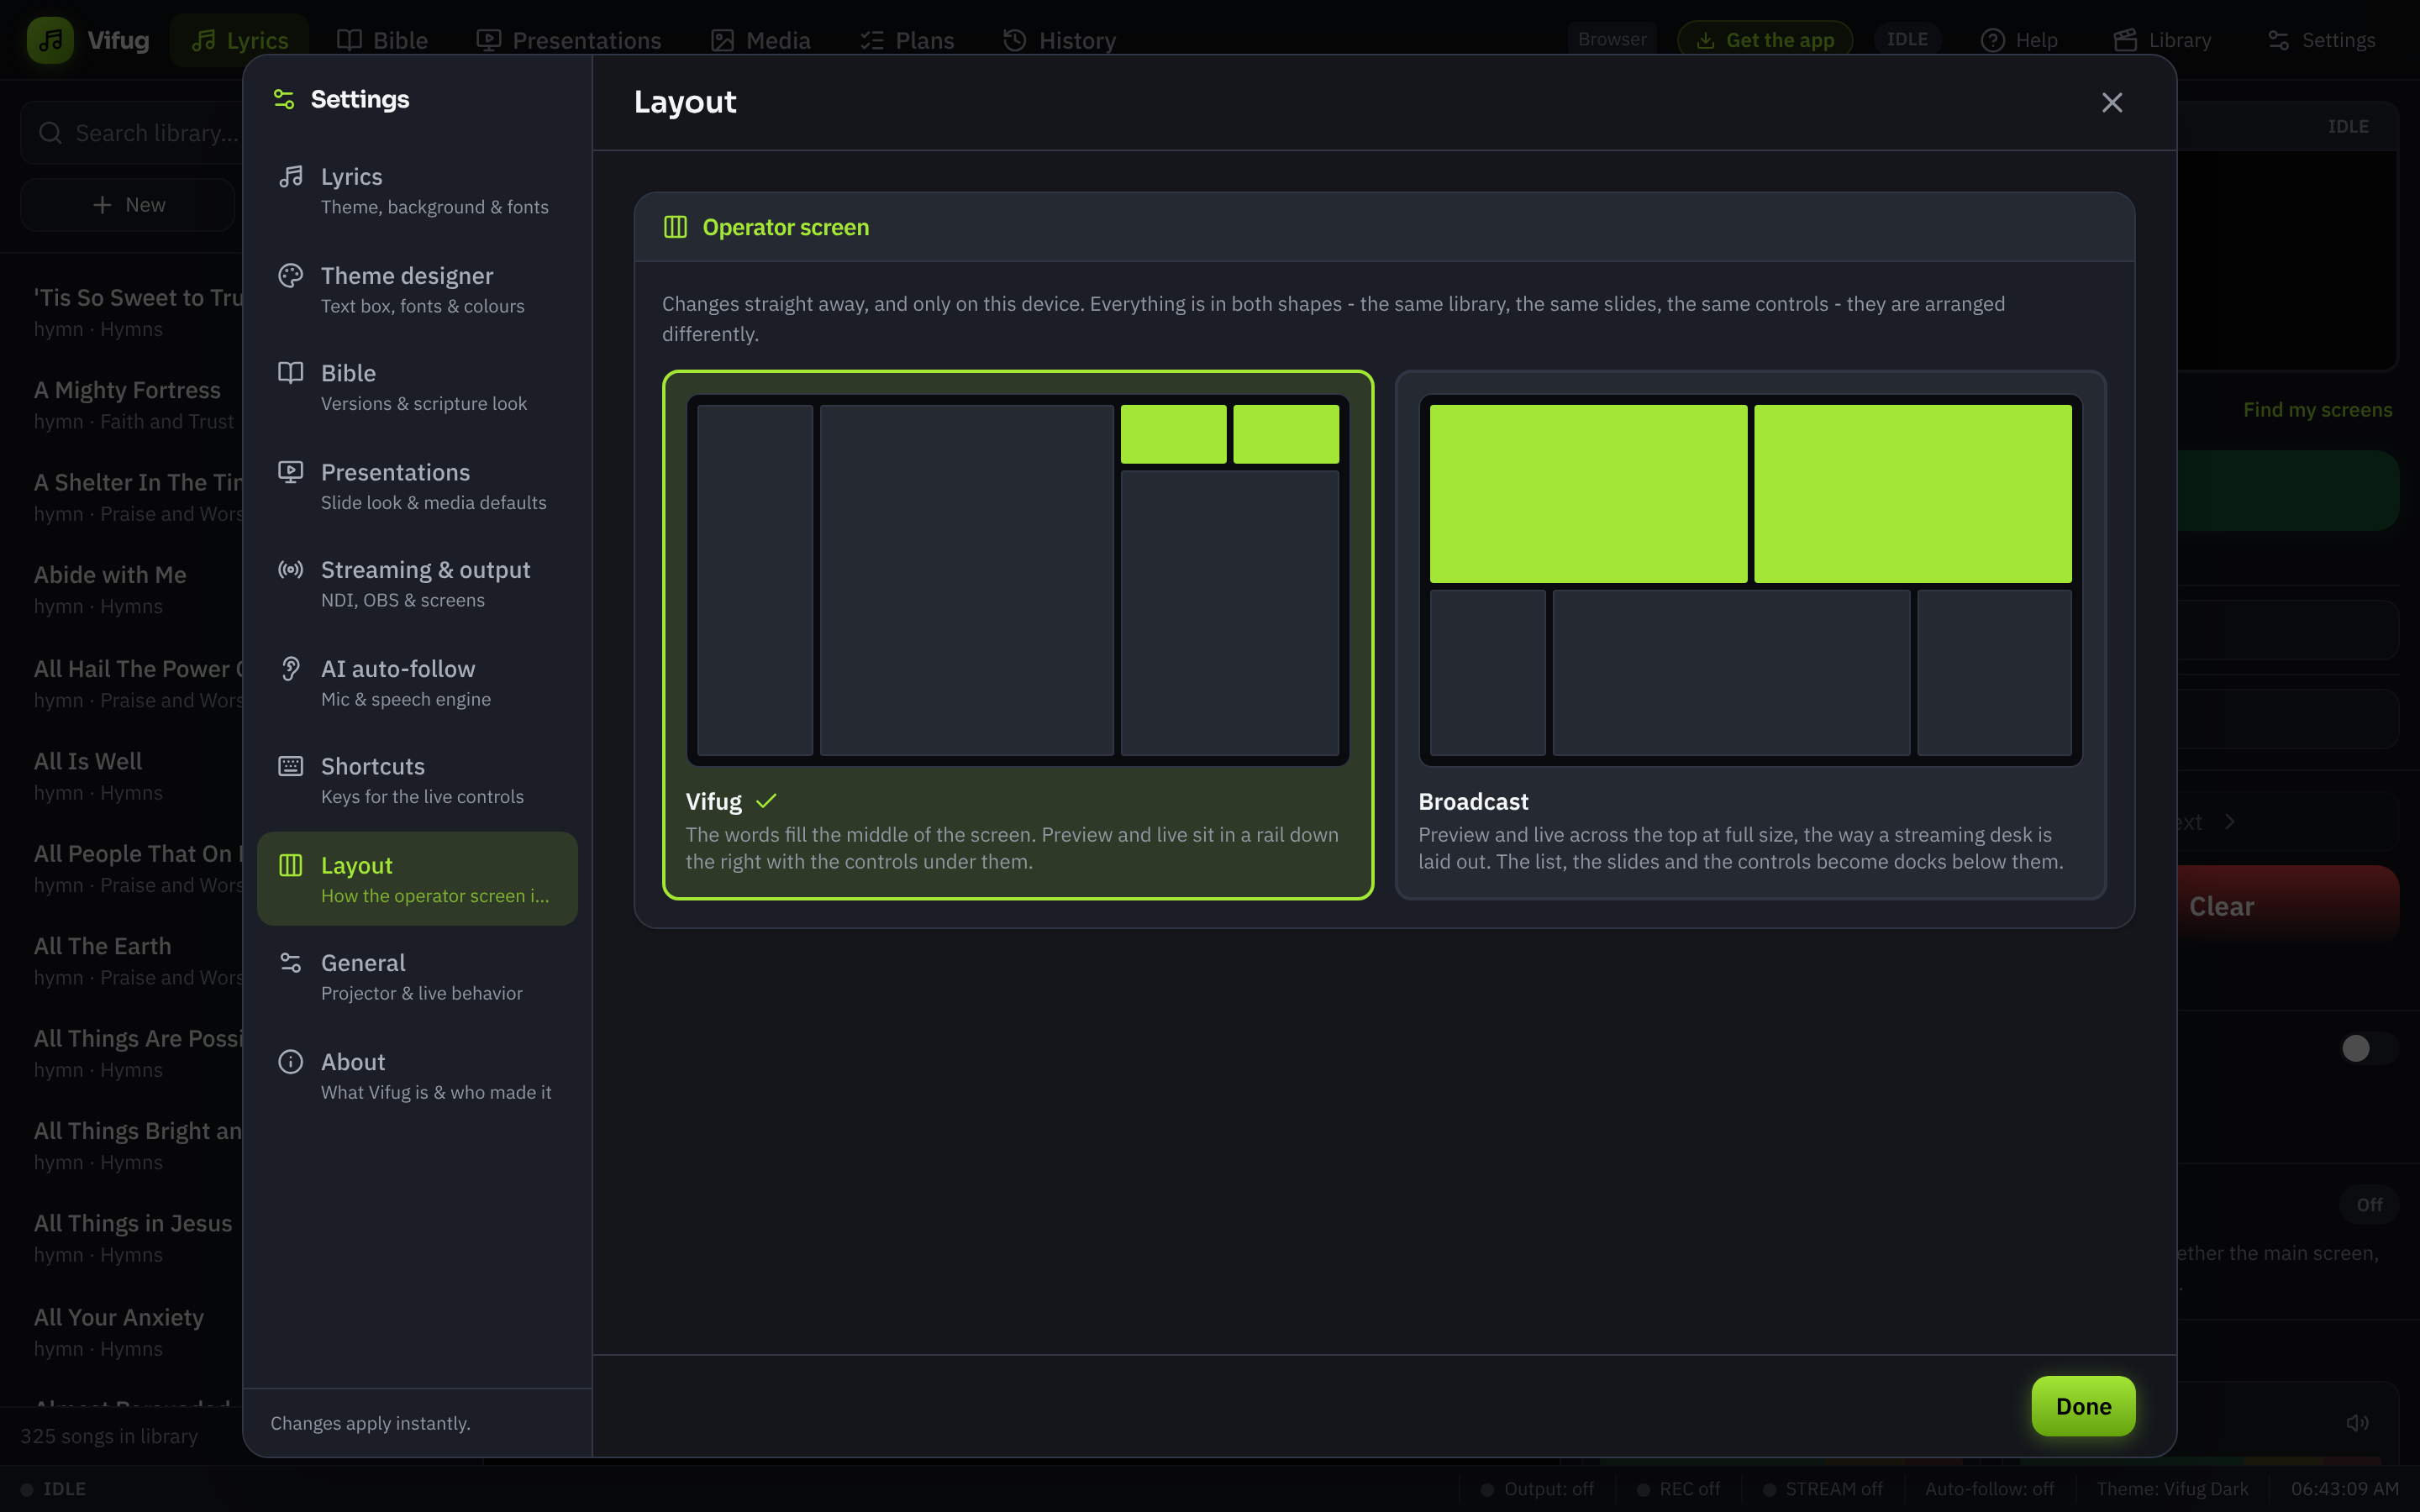 Vifug
Lyrics
Bible
Presentations
Media
Plans
History
Browser
Get the app
IDLE
Help
Library
Settings
Search library...
New
'Tis So Sweet to Tru
hymn · Hymns
A Mighty Fortress
hymn · Faith and Trust
A Shelter In The Tim
hymn · Praise and Wors
Abide with Me
hymn · Hymns
All Hail The Power
hymn · Praise and Wors
All Is Well
hymn · Hymns
All People That On
hymn · Praise and Wors
All The Earth
hymn · Praise and Wors
All Things Are Possi
hymn · Hymns
All Things Bright an
hymn · Hymns
All Things in Jesus
hymn · Hymns
All Your Anxiety
hymn · Hymns
325 songs in library
Settings
Lyrics
Theme, background & fonts
Theme designer
Text box, fonts & colours
Bible
Versions & scripture look
Presentations
Slide look & media defaults
Streaming & output
NDI, OBS & screens
AI auto-follow
Mic & speech engine
Shortcuts
Keys for the live controls
Layout
How the operator screen i...
General
Projector & live behavior
About
What Vifug is & who made it
Changes apply instantly.
Layout
Operator screen
Changes straight away, and only on this device. Everything is in both shapes - the same library, the same slides, the same controls - they are arranged
differently.
Vifug
The words fill the middle of the screen. Preview and live sit in a rail down
the right with the controls under them.
Broadcast
Preview and live across the top at full size, the way a streaming desk is
laid out. The list, the slides and the controls become docks below them.
Done
IDLE
Find my screens
ext
Clear
Off
ether the main screen,
IDLE
Output: off
REC off
STREAM off
Auto-follow: off
Theme: Vifug Dark
06:43:09 AM